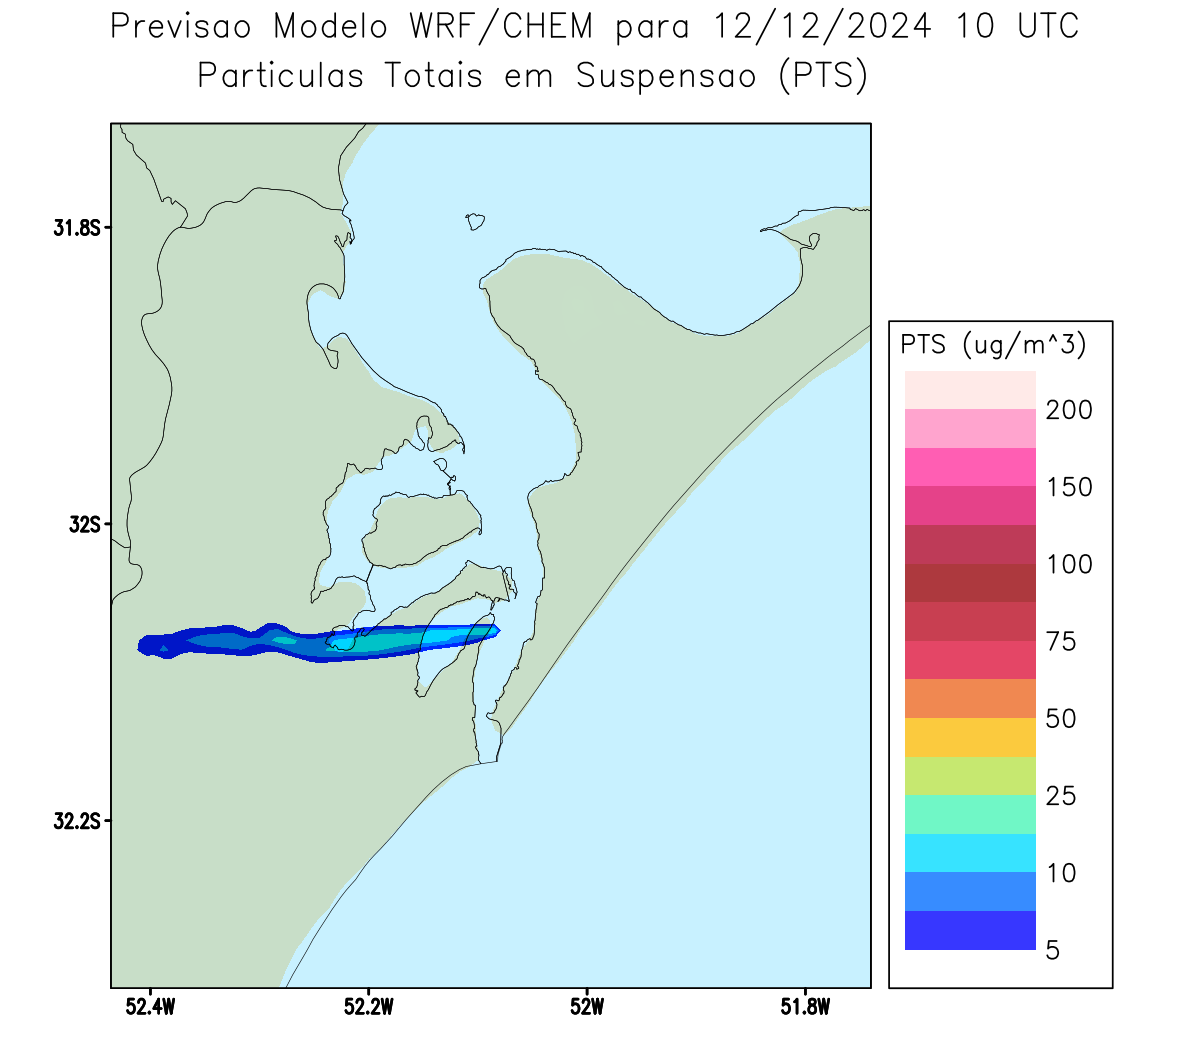 Previsao Modelo WRF/CHEM para 12/12/2024 10 UTC
Particulas Totais em Suspensao (PTS)
31.8S
32S
32.2S
52.4W
52.2W
52W
51.8W
PTS (ug/m^3)
200
150
100
75
50
25
10
5